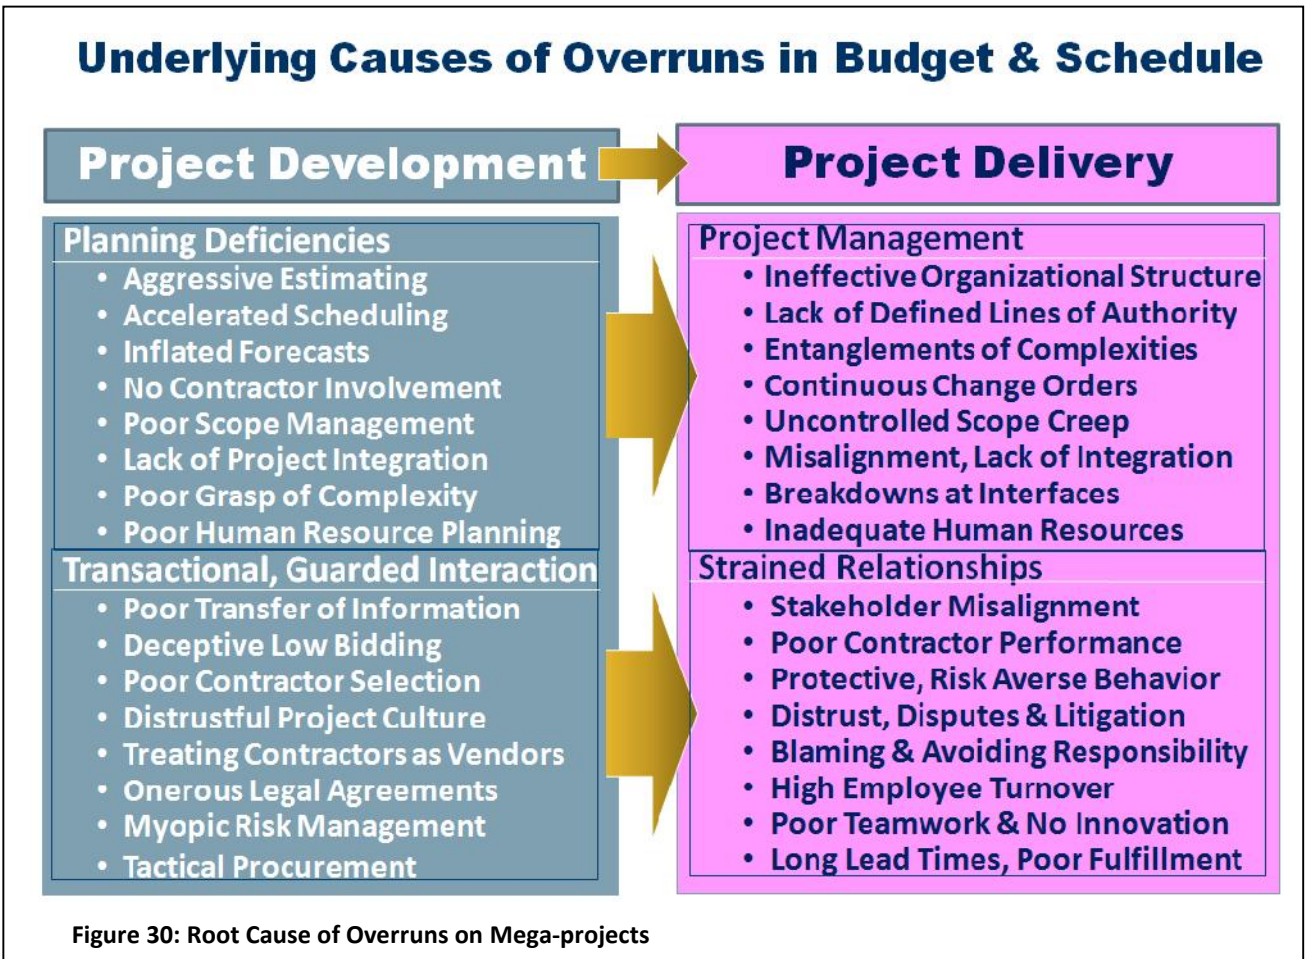 Underlying Causes of Overruns in Budget & Schedule
Project Development
Planning Deficiencies
• Aggressive Estimating
• Accelerated Scheduling
• Inflated Forecasts
• No Contractor Involvement
• Poor Scope Management
• Lack of Project Integration
• Poor Grasp of Complexity
• Poor Human Resource Planning
Transactional, Guarded Interaction
• Poor Transfer of Information
• Deceptive Low Bidding
• Poor Contractor Selection
• Distrustful Project Culture
• Treating Contractors as Vendors
• Onerous Legal Agreements
• Myopic Risk Management
• Tactical Procurement
Project Delivery
Project Management
• Ineffective Organizational Structure
• Lack of Defined Lines of Authority
• Entanglements of Complexities
• Continuous Change Orders
• Uncontrolled Scope Creep
• Misalignment, Lack of Integration
• Breakdowns at Interfaces
• Inadequate Human Resources
Strained Relationships
• Stakeholder Misalignment
• Poor Contractor Performance
• Protective, Risk Averse Behavior
• Distrust, Disputes & Litigation
• Blaming & Avoiding Responsibility
• High Employee Turnover
• Poor Teamwork & No Innovation
• Long Lead Times, Poor Fulfillment
Figure 30: Root Cause of Overruns on Mega-projects